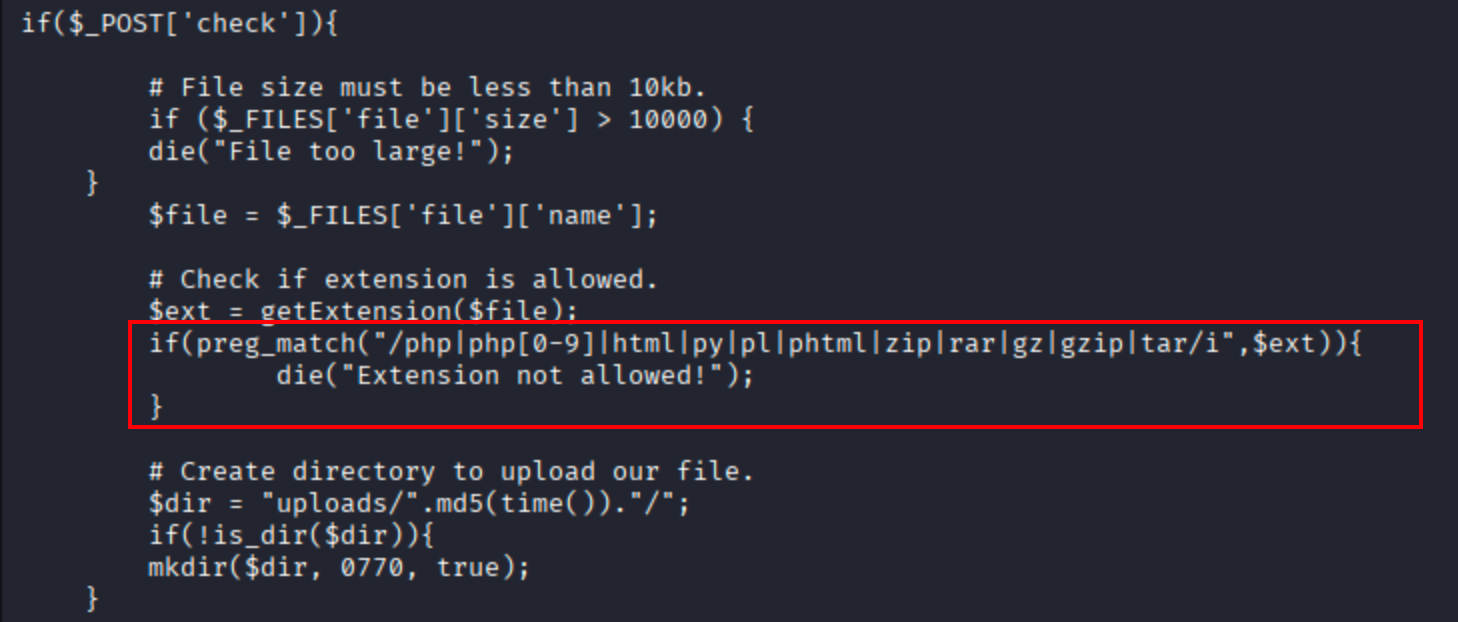 if($_POST['check']){
# File size must be less than 10kb.
if ($_FILES['file']['size'] > 10000) {
die("File too large!");
}
$file = $_FILES['file']['name'];
# Check if extension is allowed.
$ext = getExtension($file);
if(preg_match("/php|php[0-9]|html|py|pl|phtml|zip|rar|gz|gzip|tar/i",$ext)){
die("Extension not allowed!");
}
# Create directory to upload our file.
$dir = "uploads/".md5(time())."/";
if(!is_dir($dir)){
mkdir($dir, 0770, true);
}